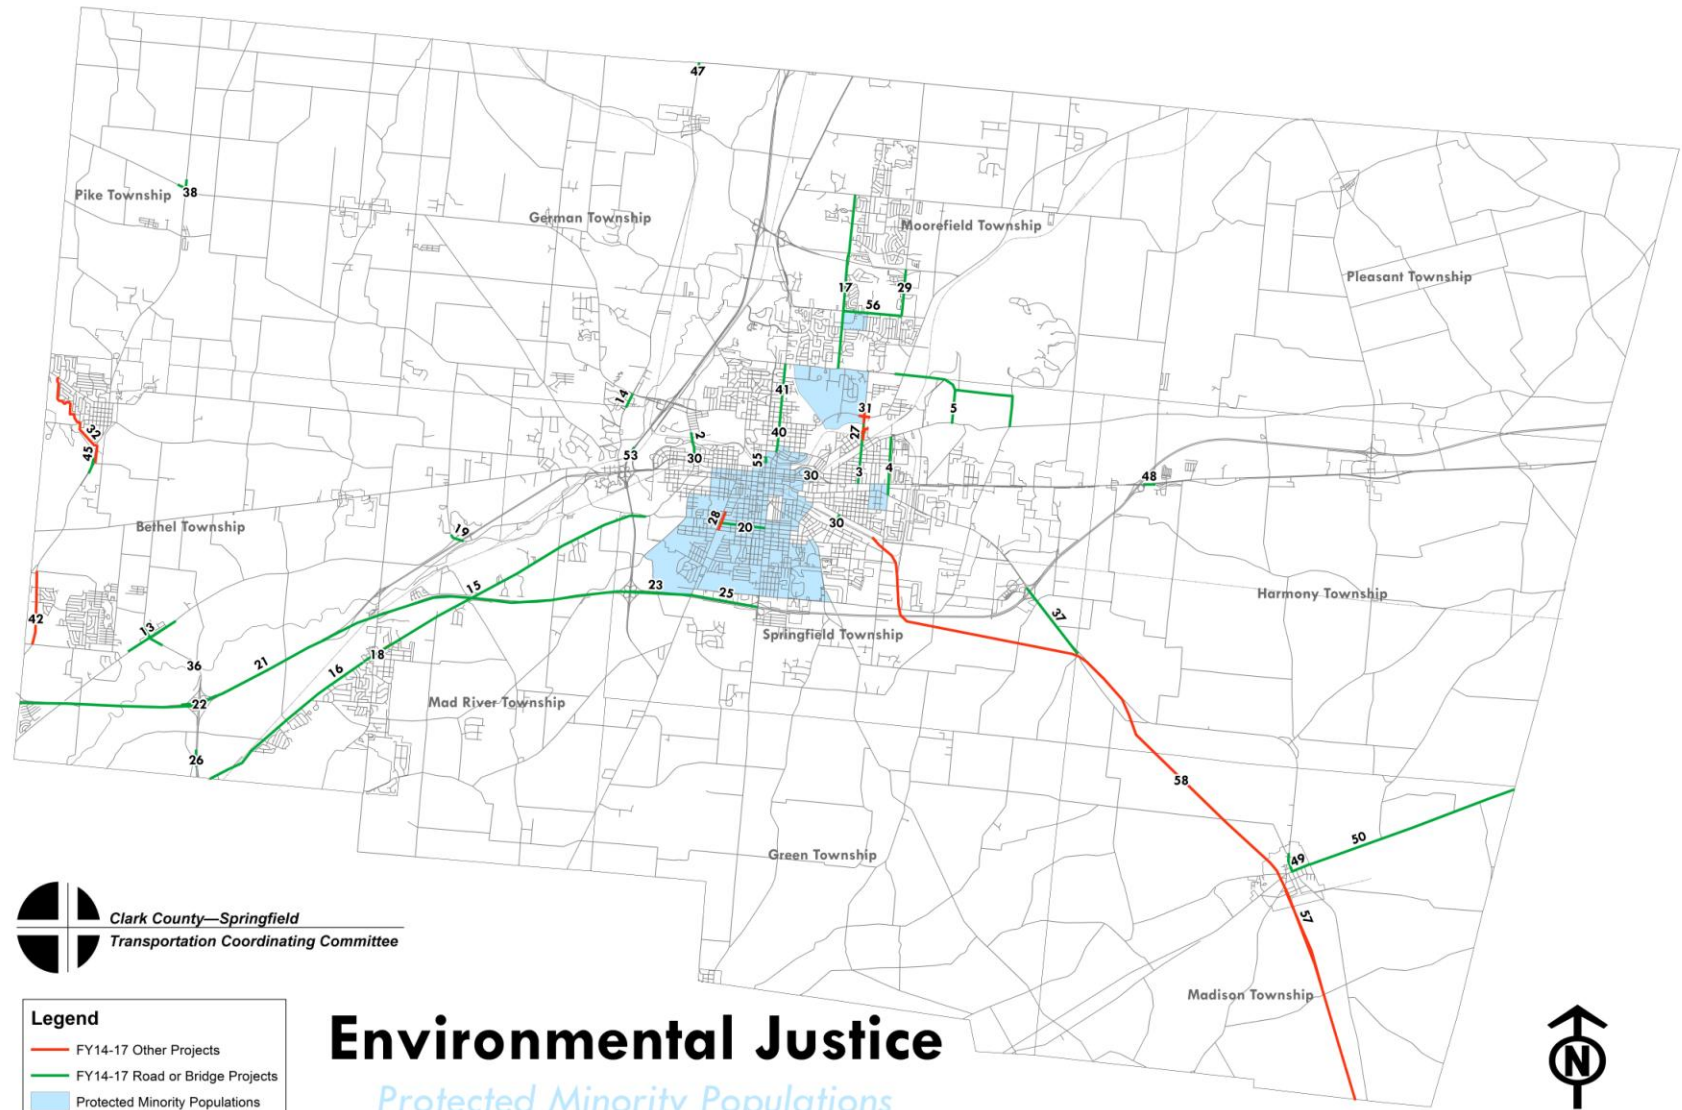 47
38
Pike Township
German Township
Moorefield Township
Pleasant Township
17
29
56
41
14
31
5
32
2
40
27
45
53
30
55
30
3
4
48
28
20
30
Bethel Township
19
15
23
25
Harmony Township
42
13
37
Springfield Township
36
21
16
18
22
Mad River Township
26
58
50
Green Township
49
57
Madison Township
Clark County—Springfield
Transportation Coordinating Committee
Legend
FY14-17 Other Projects
FY14-17 Road or Bridge Projects
Protected Minority Populations
Environmental Justice
Protected Minority Populations
N